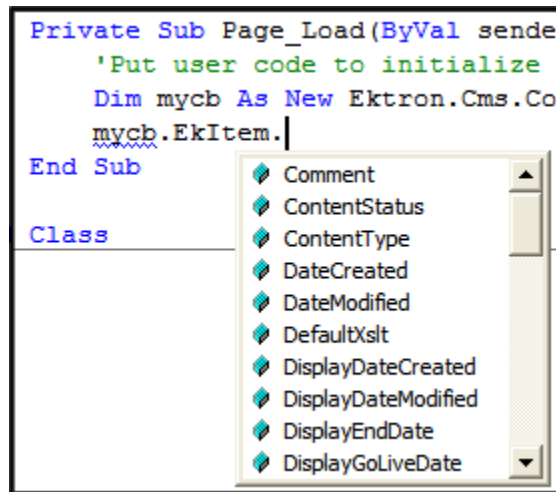 Private Sub Page_Load(ByVal sende
'Put user code to initialize
Dim mycb As New Ektron.Cms.Co
mycb.EkItem.
End Sub
Comment
ContentStatus
Class
ContentType
DateCreated
DateModified
DefaultXslt
DisplayDateCreated
DisplayDateModified
DisplayEndDate
DisplayGoLiveDate